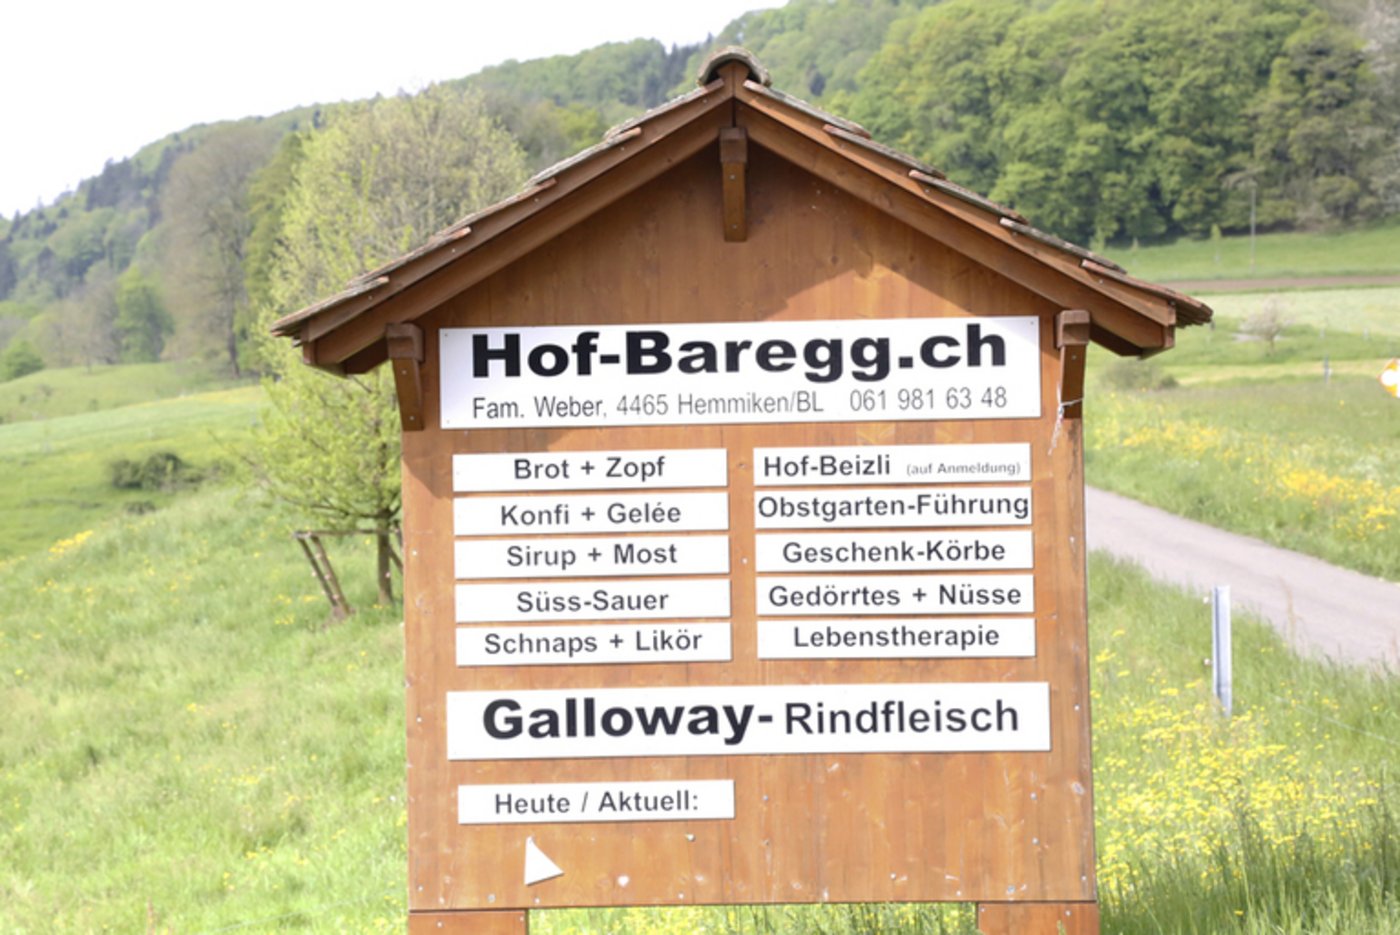 Hof-Baregg.ch
Fam. Weber, 4465 Hemmiken/BL 061 981 63 48
Brot + Zopf
Konfi + Gelée
Sirup + Most
Süss-Sauer
Schnaps + Likör
Hof-Beizli (auf Anmeldung)
Obstgarten-Führung
Geschenk-Körbe
Gedörrtes + Nüsse
Lebenstherapie
Galloway- Rindfleisch
Heute / Aktuell: